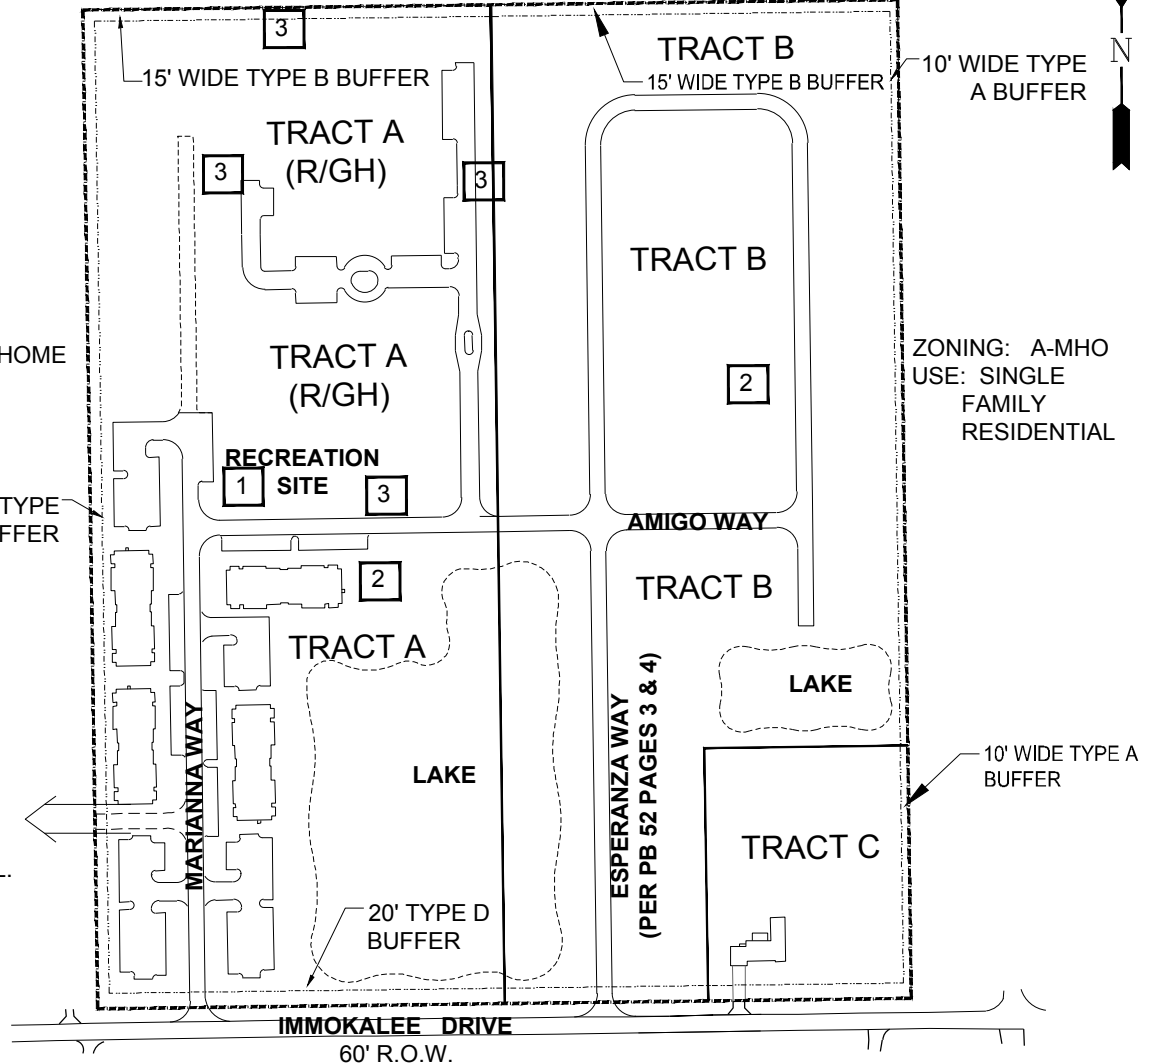 3
TRACT B
15' WIDE TYPE B BUFFER
15' WIDE TYPE B BUFFER
10' WIDE TYPE
A BUFFER
N
TRACT A
(R/GH)
3
3
TRACT B
HOME
TRACT A
(R/GH)
2
ZONING: A-MHO
USE: SINGLE
FAMILY
RESIDENTIAL
RECREATION
SITE
1
3
TYPE
FFER
AMIGO WAY
2
TRACT B
TRACT A
LAKE
LAKE
MARIANNA WAY
ESPERANZA WAY
(PER PB 52 PAGES 3 & 4)
10' WIDE TYPE A
BUFFER
TRACT C
L.
20' TYPE D
BUFFER
IMMOKALEE DRIVE
60' R.O.W.